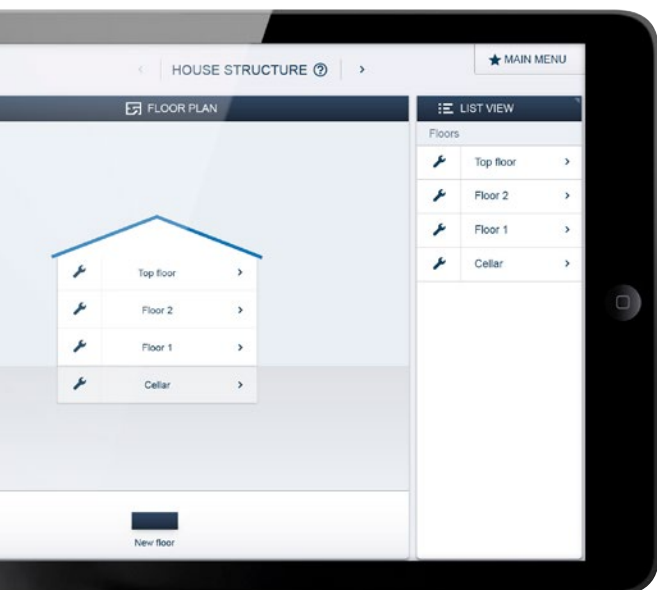 HOUSE STRUCTURE ?
★ MAIN MENU
FLOOR PLAN
LIST VIEW
Floors
Top floor
Floor 2
Floor 1
Cellar
Top floor
Floor 2
Floor 1
Cellar
New floor